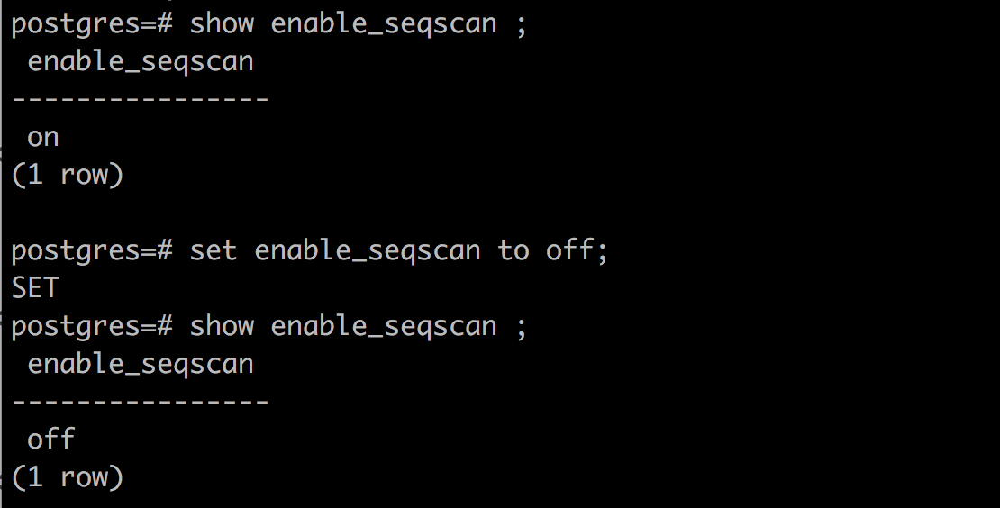 postgres=# show enable_seqscan ;
 enable_seqscan
----------------
 on
(1 row)

postgres=# set enable_seqscan to off;
SET
postgres=# show enable_seqscan ;
 enable_seqscan
----------------
 off
(1 row)